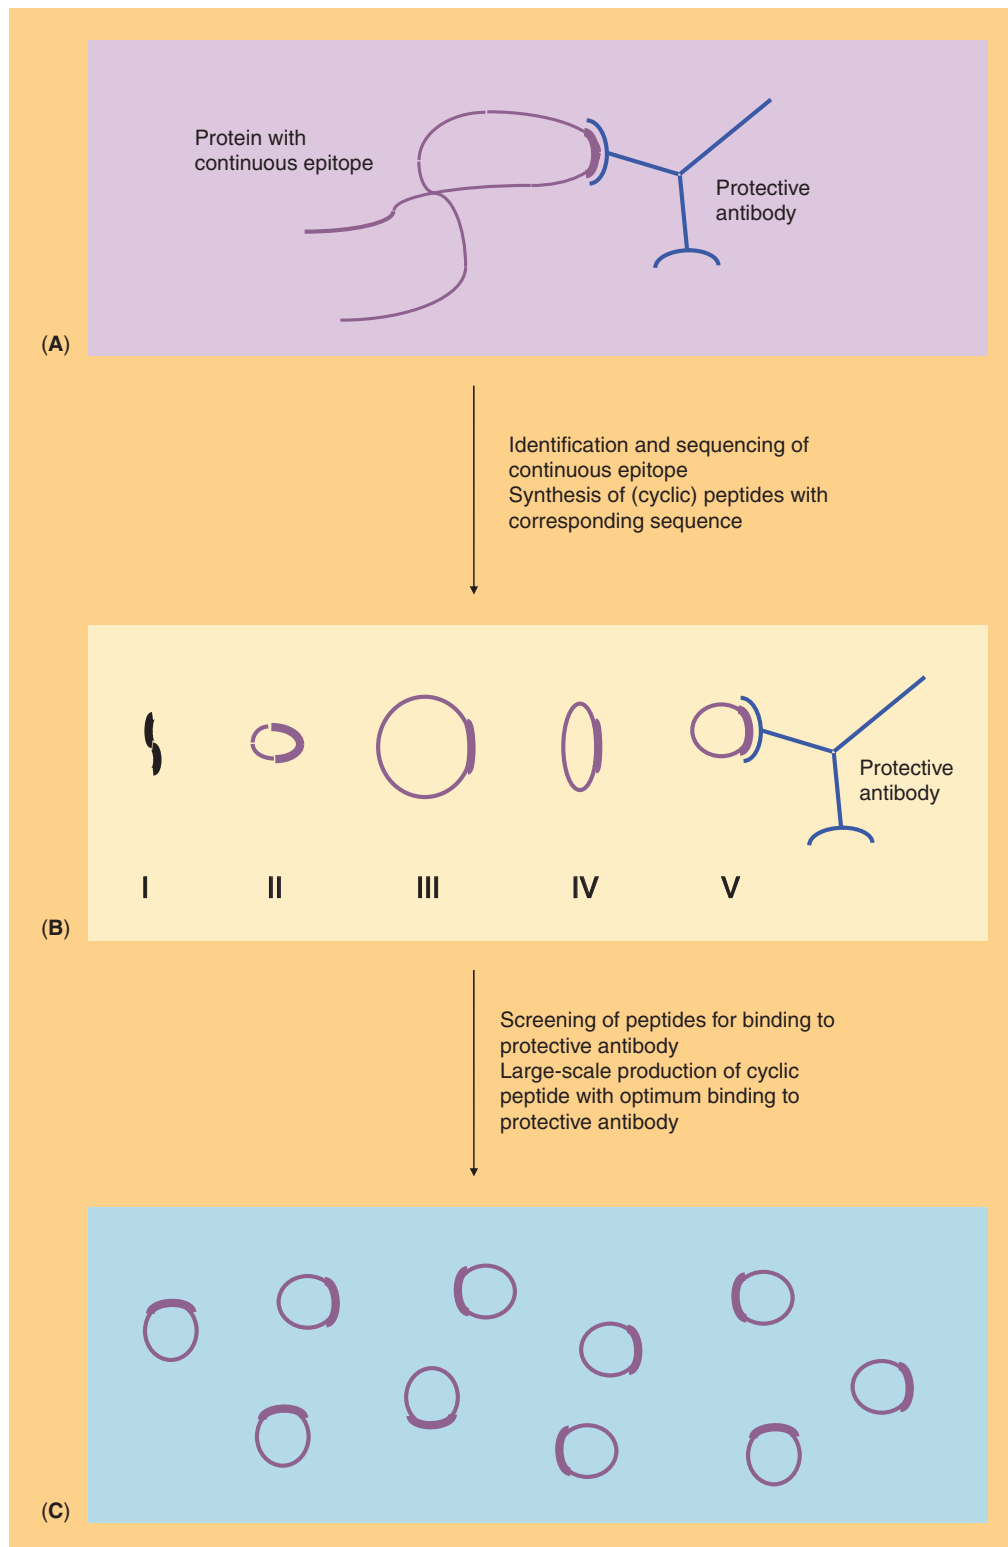 Protein with
continuous epitope
Protective
antibody
(A)
Identification and sequencing of
continuous epitope
Synthesis of (cyclic) peptides with
corresponding sequence
Protective
antibody
I II III IV V
(B)
Screening of peptides for binding to
protective antibody
Large-scale production of cyclic
peptide with optimum binding to
protective antibody
(C)